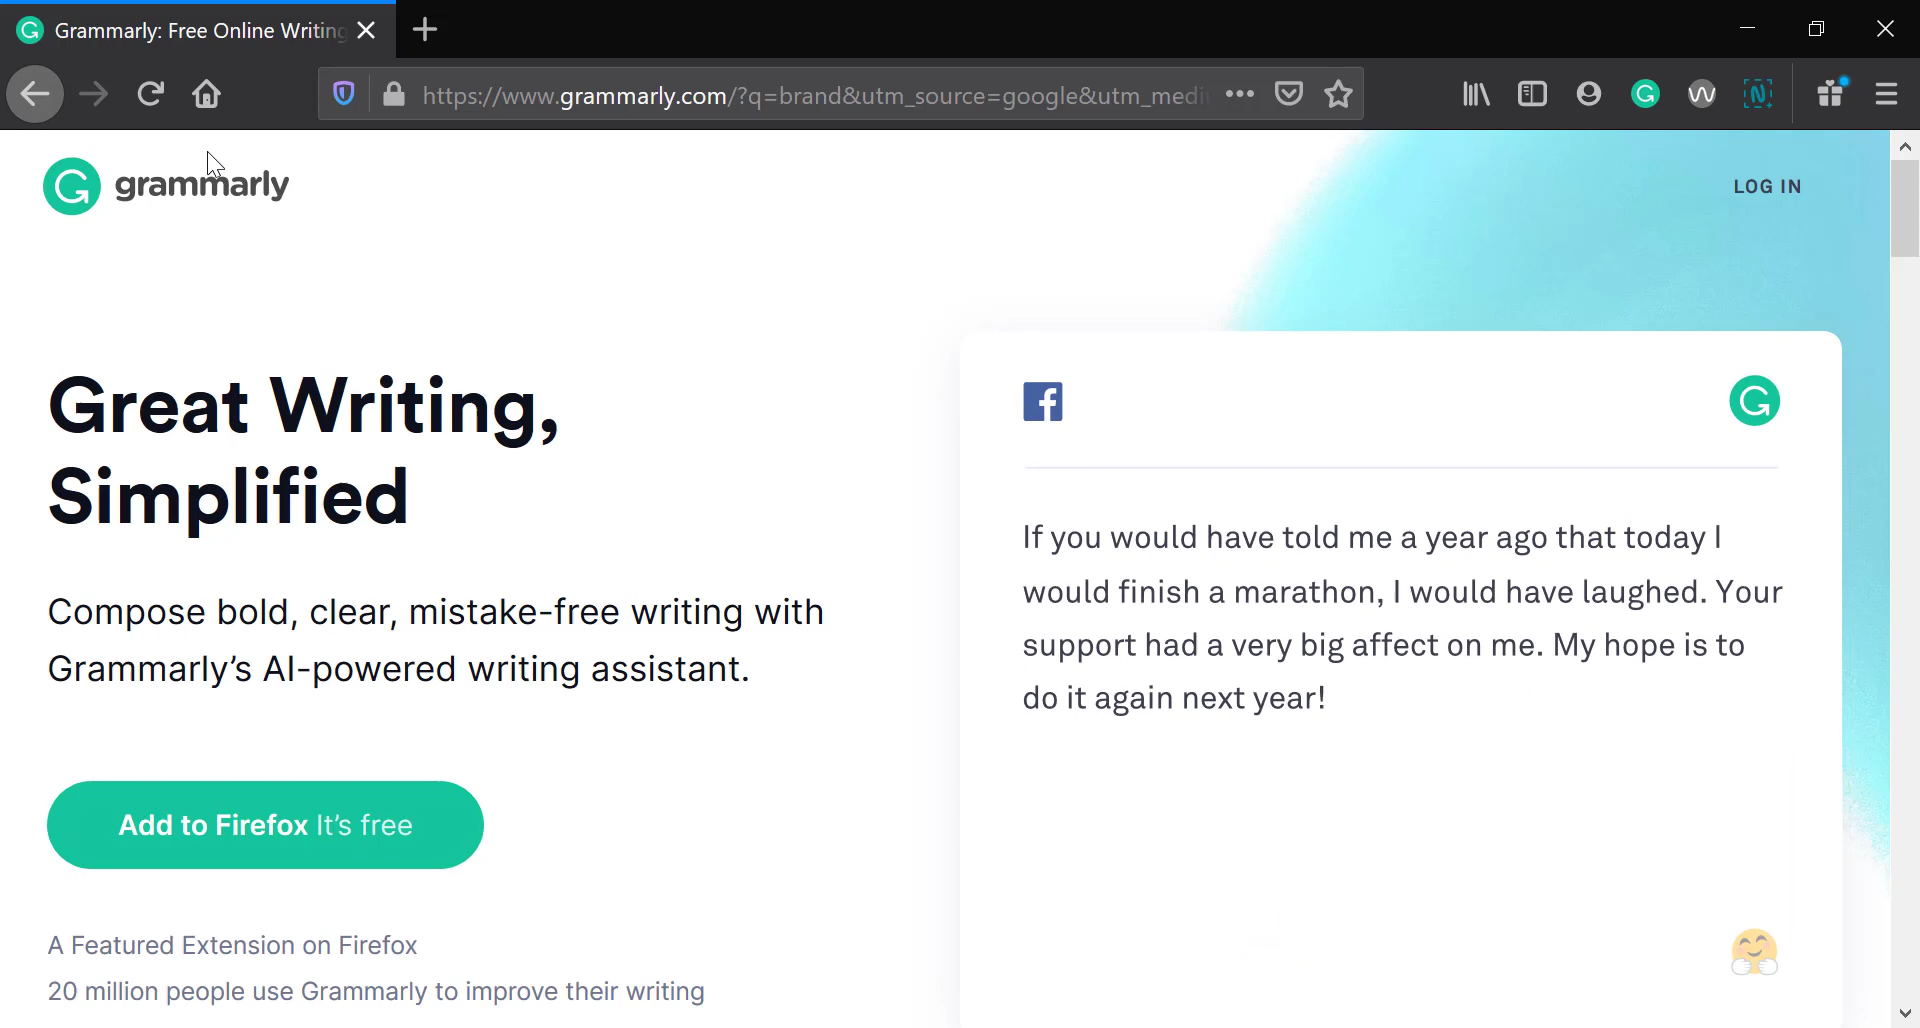 Grammarly: Free Online Writing
https://www.grammarly.com/?q=brand&utm_source=google&utm_medi
grammarly
LOG IN
Great Writing,
Simplified
Compose bold, clear, mistake-free writing with
Grammarly's AI-powered writing assistant.
Add to Firefox It's free
A Featured Extension on Firefox
20 million people use Grammarly to improve their writing
If you would have told me a year ago that today I
would finish a marathon, I would have laughed. Your
support had a very big affect on me. My hope is to
do it again next year!